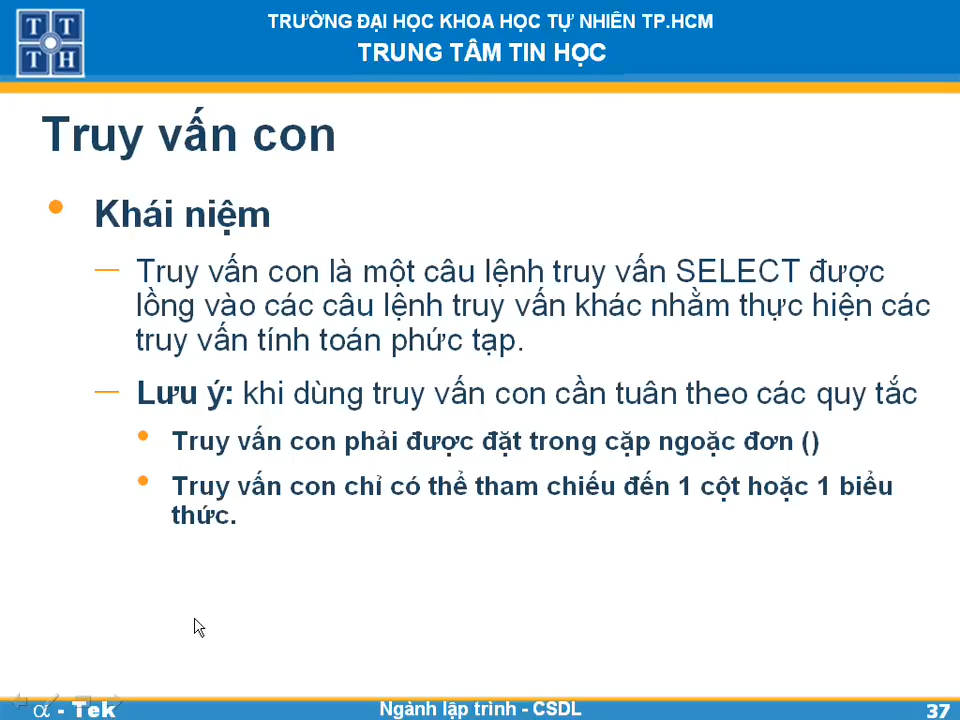 T T
T H
TRƯỜNG ĐẠI HỌC KHOA HỌC TỰ NHIÊN TP.HCM
TRUNG TÂM TIN HỌC
Truy vấn con
Khái niệm
Truy vấn con là một câu lệnh truy vấn SELECT được
lồng vào các câu lệnh truy vấn khác nhằm thực hiện các
truy vấn tính toán phức tạp.
Lưu ý: khi dùng truy vấn con cần tuân theo các quy tắc
Truy vấn con phải được đặt trong cặp ngoặc đơn ()
Truy vấn con chỉ có thể tham chiếu đến 1 cột hoặc 1 biểu
thức.
α - Tek
Ngành lập trình - CSDL
37